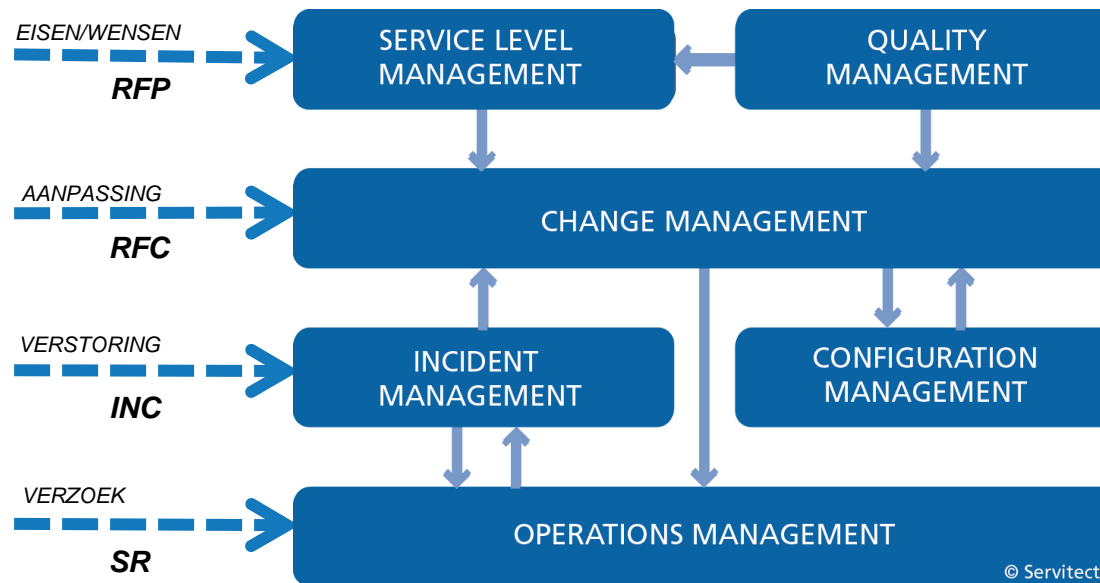 EISEN/WENSEN
RFP
SERVICE LEVEL
MANAGEMENT
QUALITY
MANAGEMENT
AANPASSING
RFC
CHANGE MANAGEMENT
VERSTORING
INC
INCIDENT
MANAGEMENT
CONFIGURATION
MANAGEMENT
VERZOEK
SR
OPERATIONS MANAGEMENT
© Servitect